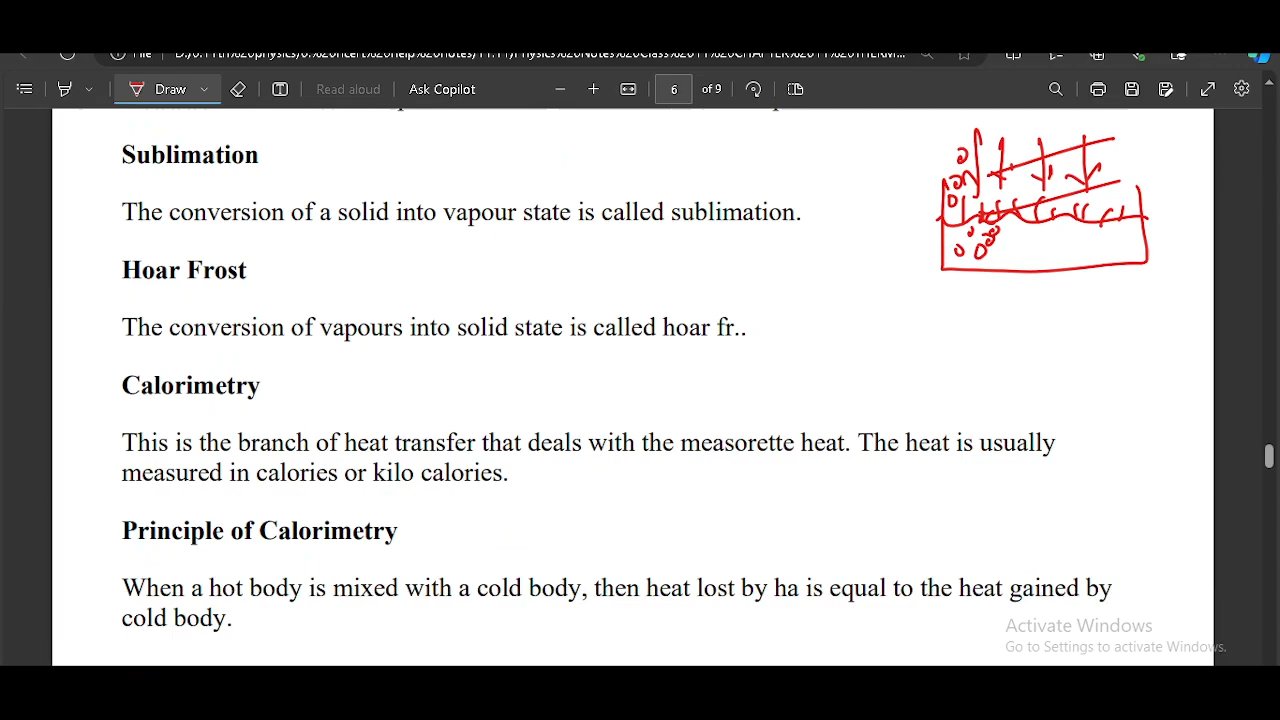 File D:/
Draw Read aloud Ask Copilot 6 of 9
Sublimation
The conversion of a solid into vapour state is called sublimation.
Hoar Frost
The conversion of vapours into solid state is called hoar fr..
Calorimetry
This is the branch of heat transfer that deals with the measorette heat. The heat is usually
measured in calories or kilo calories.
Principle of Calorimetry
When a hot body is mixed with a cold body, then heat lost by ha is equal to the heat gained by
cold body.
Activate Windows
Go to Settings to activate Windows.